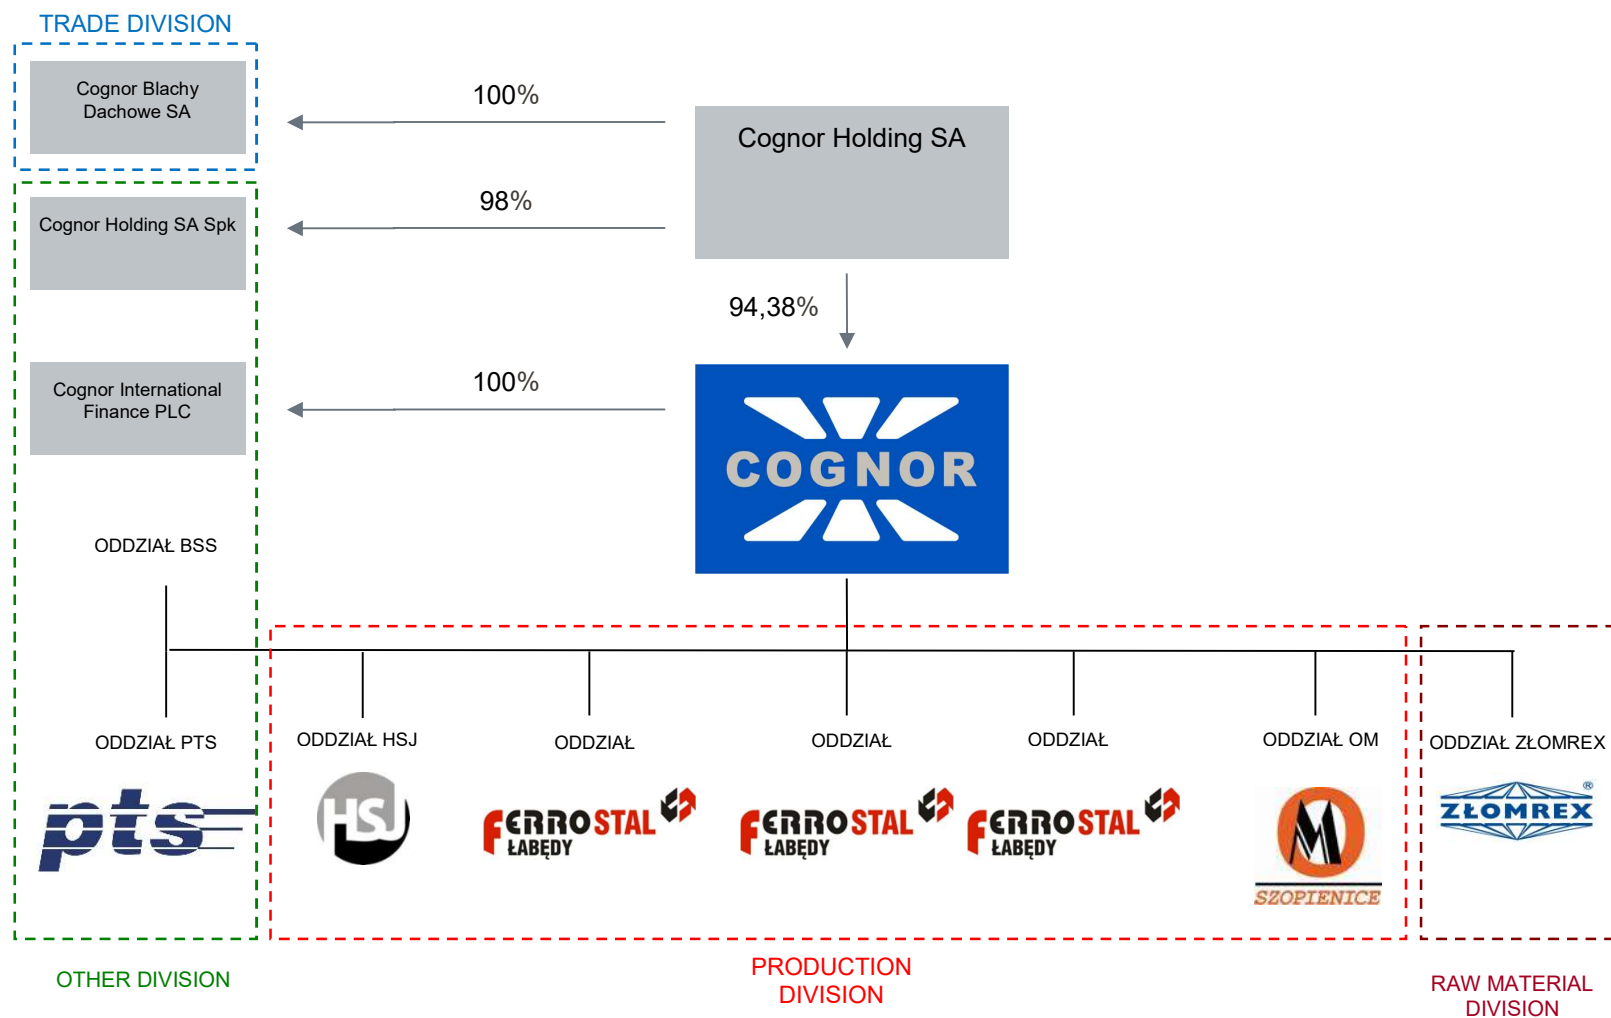 TRADE DIVISION
Cognor Blachy
Dachowe SA
100%
Cognor Holding SA
Cognor Holding SA Spk
98%
94,38%
Cognor International
Finance PLC
100%
COGNOR
ODDZIAŁ BSS
ODDZIAŁ PTS
ODDZIAŁ HSJ
ODDZIAŁ
ODDZIAŁ
ODDZIAŁ
ODDZIAŁ OM
ODDZIAŁ ZŁOMREX
pts
HSJ
FERROSTAL
ŁABĘDY
FERROSTAL
ŁABĘDY
FERROSTAL
ŁABĘDY
OM
SZOPIENICE
ZŁOMREX ®
OTHER DIVISION
PRODUCTION
DIVISION
RAW MATERIAL
DIVISION